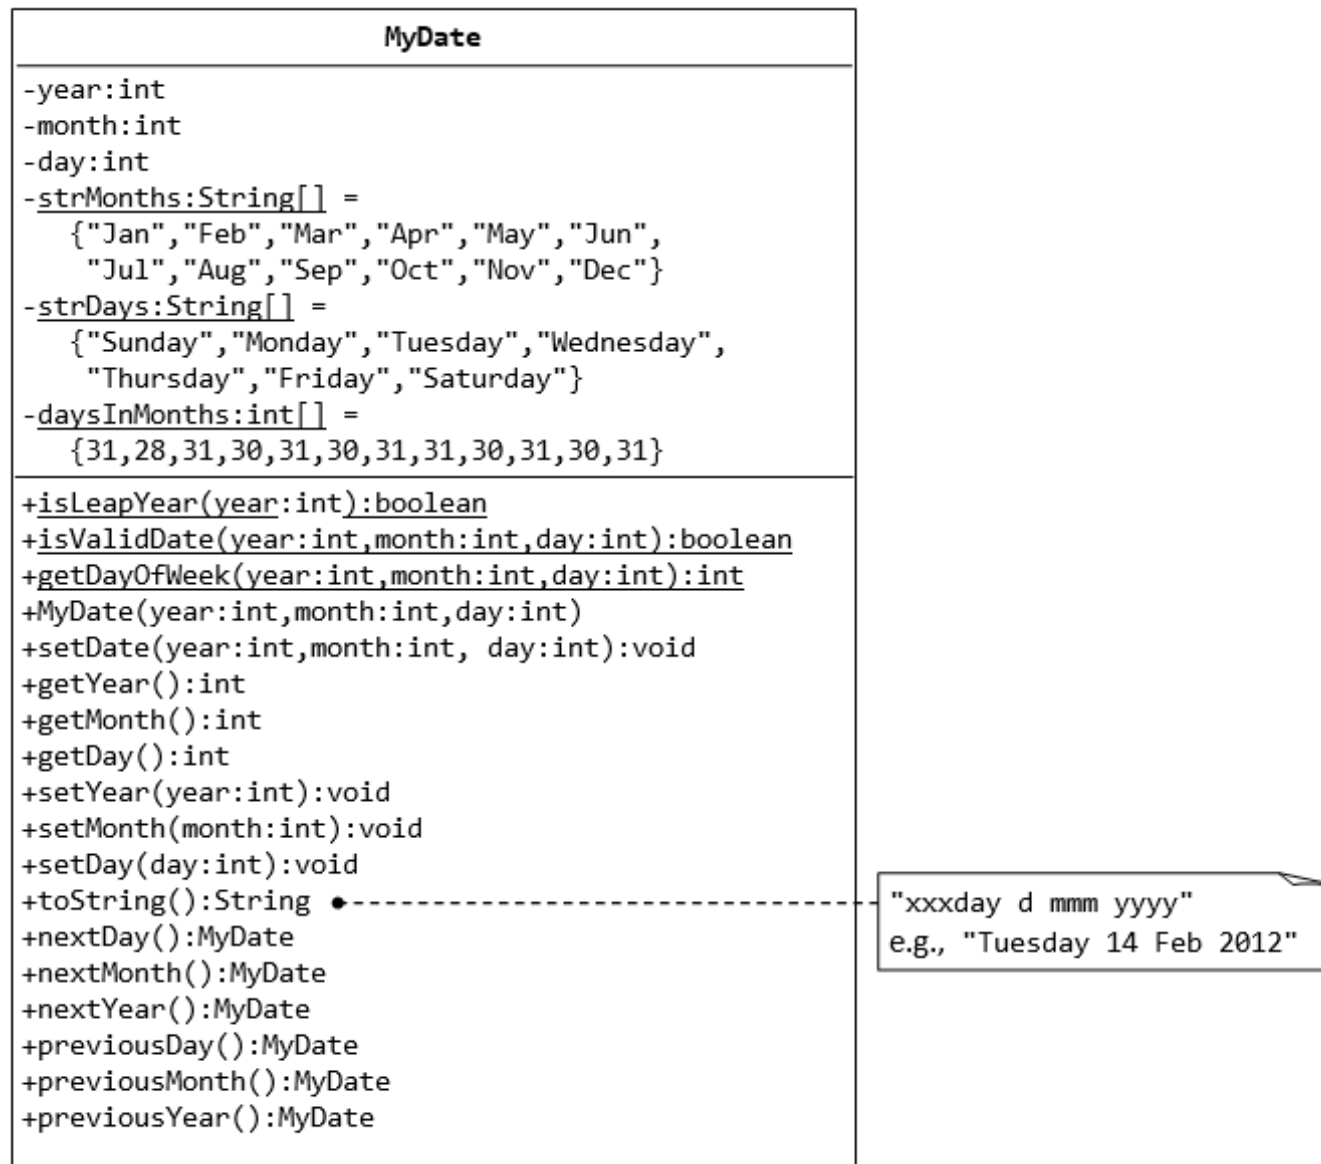 MyDate
-year:int
-month:int
-day:int
-strMonths:String[] =
{"Jan","Feb","Mar","Apr","May","Jun",
"Jul","Aug","Sep","Oct","Nov","Dec"}
-strDays:String[] =
{"Sunday","Monday","Tuesday","Wednesday",
"Thursday","Friday","Saturday"}
-daysInMonths:int[] =
{31,28,31,30,31,30,31,31,30,31,30,31}
+isLeapYear(year:int):boolean
+isValidDate(year:int,month:int,day:int):boolean
+getDayOfWeek(year:int,month:int,day:int):int
+MyDate(year:int,month:int,day:int)
+setDate(year:int,month:int, day:int):void
+getYear():int
+getMonth():int
+getDay():int
+setYear(year:int):void
+setMonth(month:int):void
+setDay(day:int):void
+toString():String
"xxxday d mmm yyyy"
e.g., "Tuesday 14 Feb 2012"
+nextDay():MyDate
+nextMonth():MyDate
+nextYear():MyDate
+previousDay():MyDate
+previousMonth():MyDate
+previousYear():MyDate